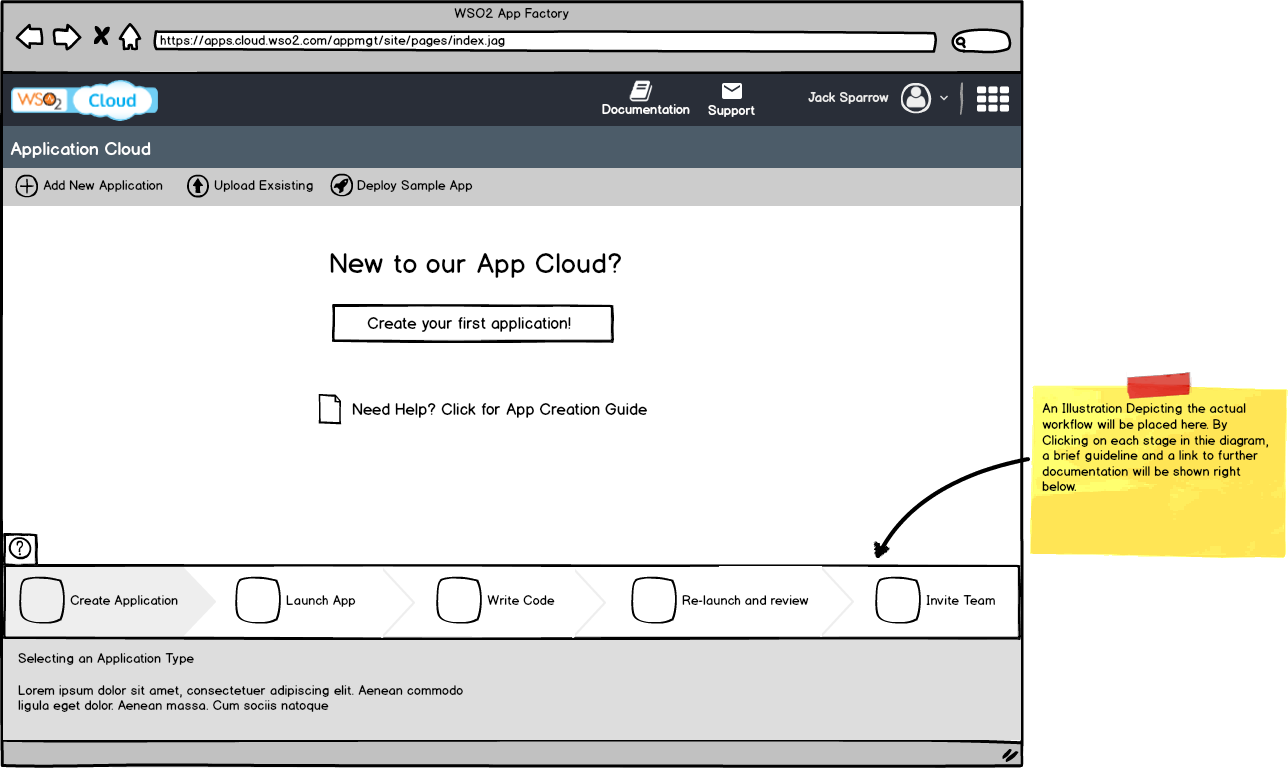 WSO2 App Factory
https://apps.cloud.wso2.com/appmgt/site/pages/index.jag
WSO2 Cloud
Documentation
Support
Jack Sparrow
Application Cloud
Add New Application
Upload Exsisting
Deploy Sample App
New to our App Cloud?
Create your first application!
Need Help? Click for App Creation Guide
An Illustration Depicting the actual
workflow will be placed here. By
Clicking on each stage in thie diagram,
a brief guideline and a link to further
documentation will be shown right
below.
?
Create Application
Launch App
Write Code
Re-launch and review
Invite Team
Selecting an Application Type
Lorem ipsum dolor sit amet, consectetuer adipiscing elit. Aenean commodo
ligula eget dolor. Aenean massa. Cum sociis natoque